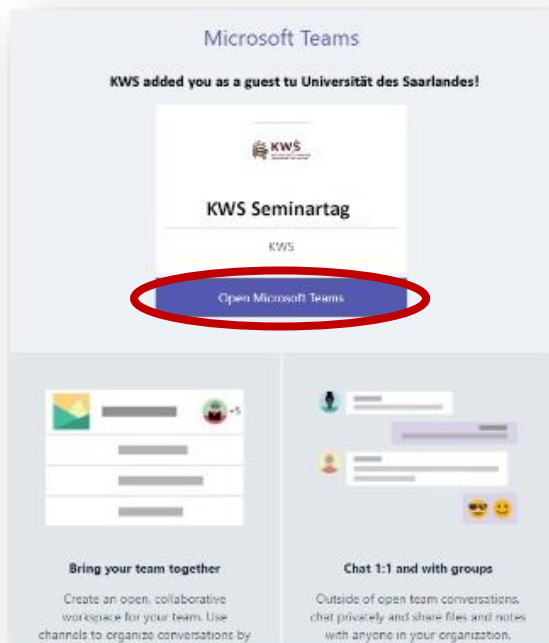 Microsoft Teams
KWS added you as a guest tu Universität des Saarlandes!
KWS
KWS Seminartag
KWS
Open Microsoft Teams
+5
Bring your team together
Create an open, collaborative
workspace for your team. Use
channels to organize conversations by
Chat 1:1 and with groups
Outside of open team conversations,
chat privately and share files and notes
with anyone in your organization.